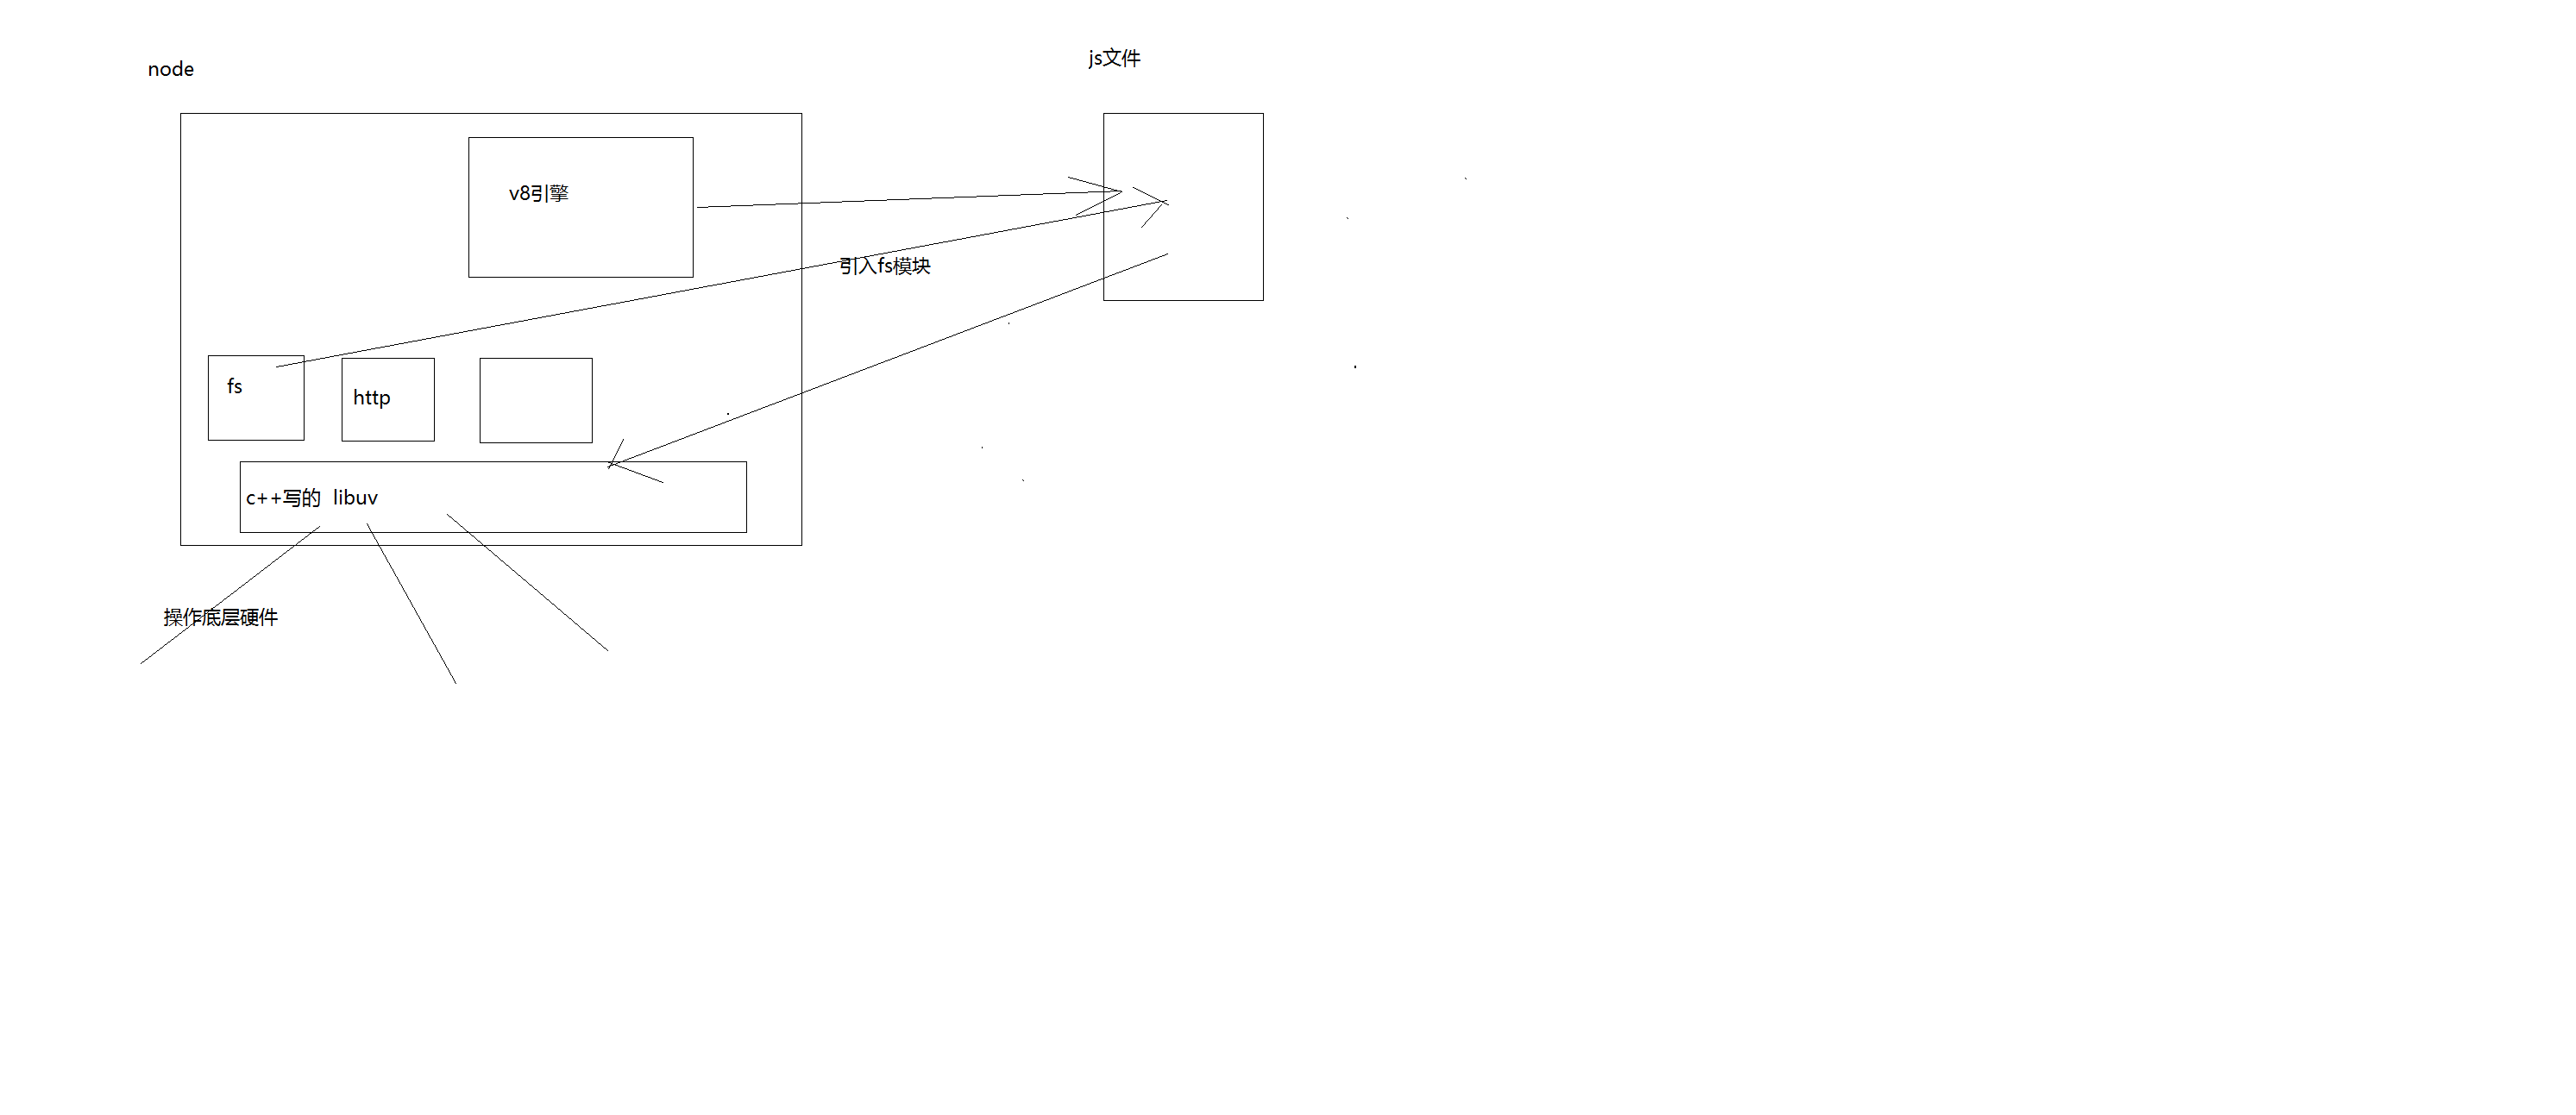 node
js文件
v8引擎
引入fs模块
fs
http
c++写的 libuv
操作底层硬件